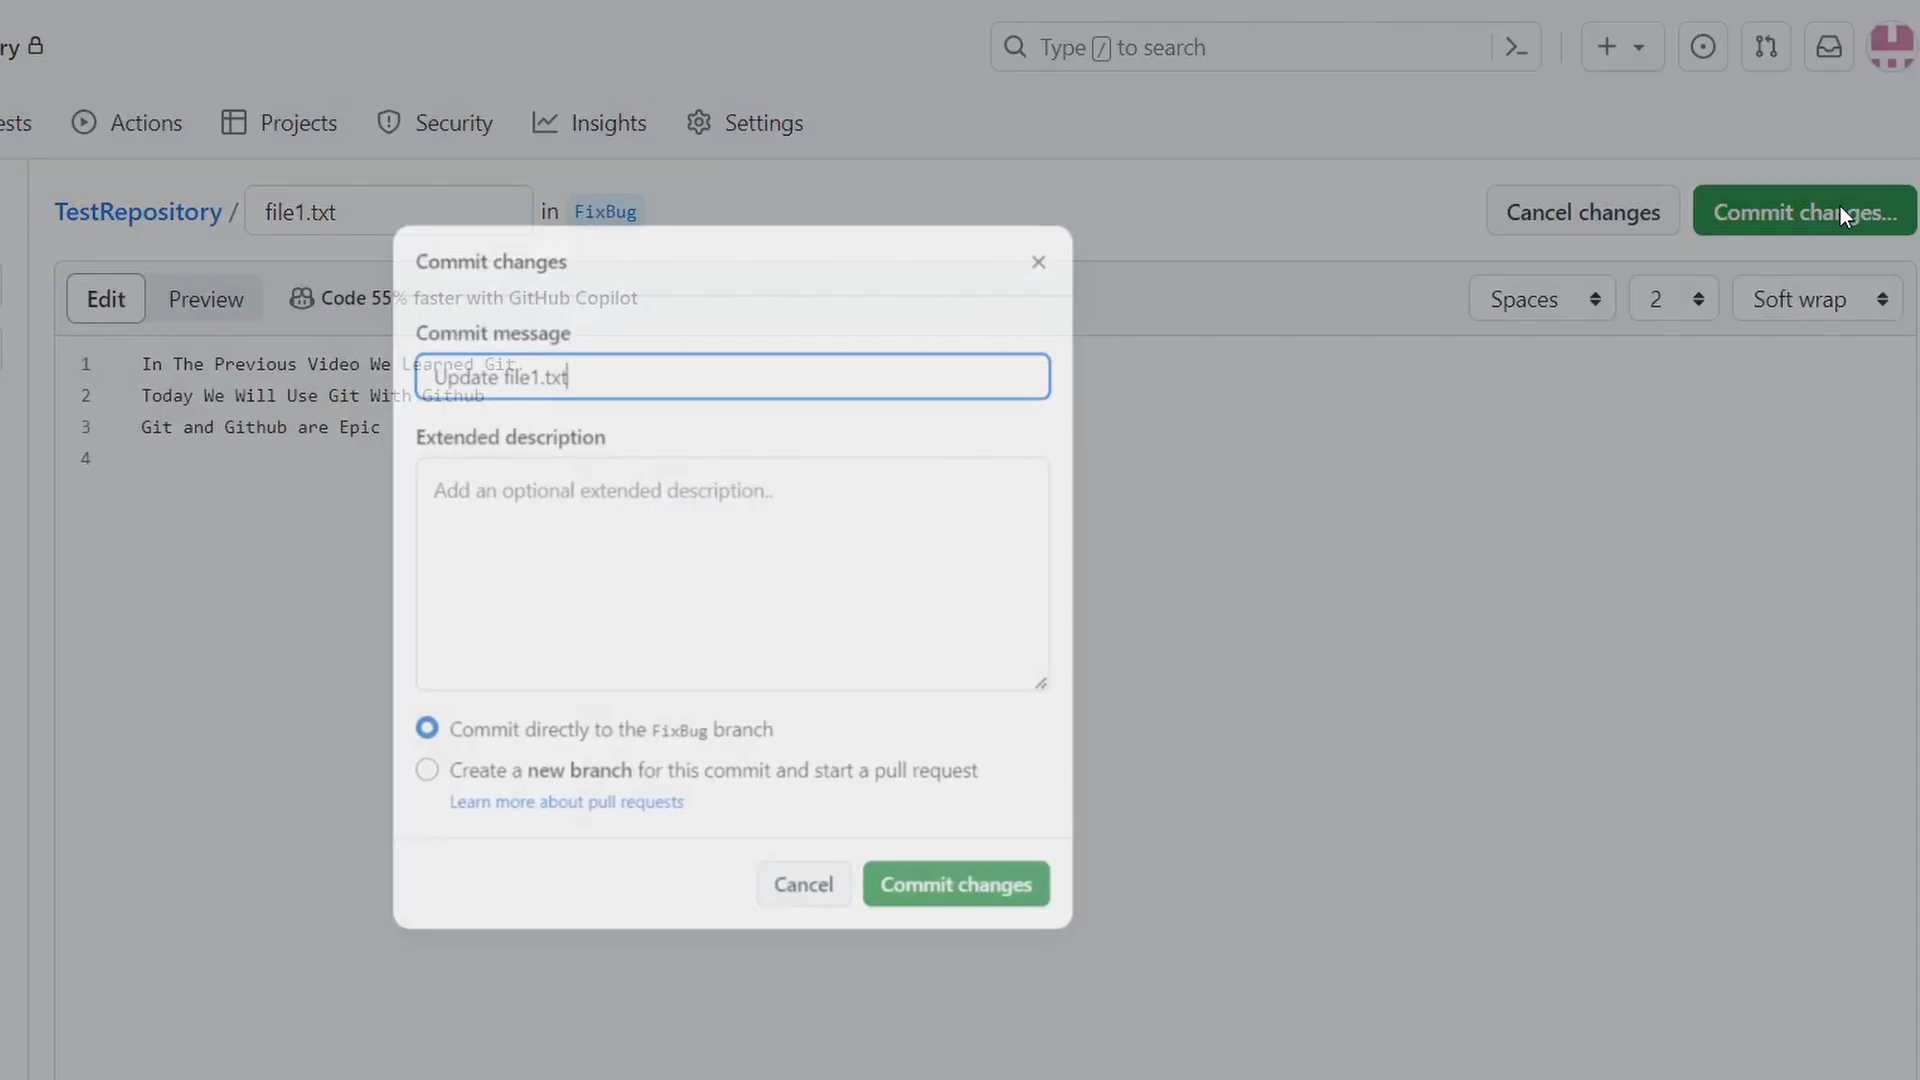 ry
Type / to search
ests Actions Projects Security Insights Settings
TestRepository / file1.txt in FixBug
Cancel changes Commit changes...
Commit changes
Edit Preview Code 55% faster with GitHub Copilot
Spaces 2 Soft wrap
Commit message
1 In The Previous Video We Learned Git.
Update file1.txt
2 Today We Will Use Git With Github
3 Git and Github are Epic
4
Extended description
Add an optional extended description..
Commit directly to the FixBug branch
Create a new branch for this commit and start a pull request
Learn more about pull requests
Cancel Commit changes